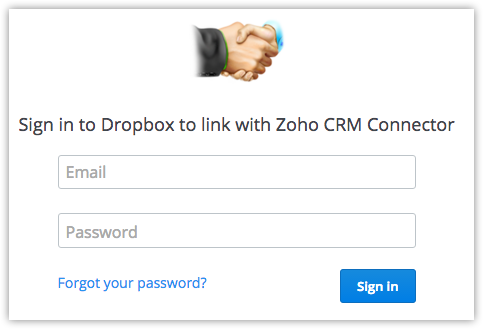 Sign in to Dropbox to link with Zoho CRM Connector
Email
Password
Forgot your password?
Sign In